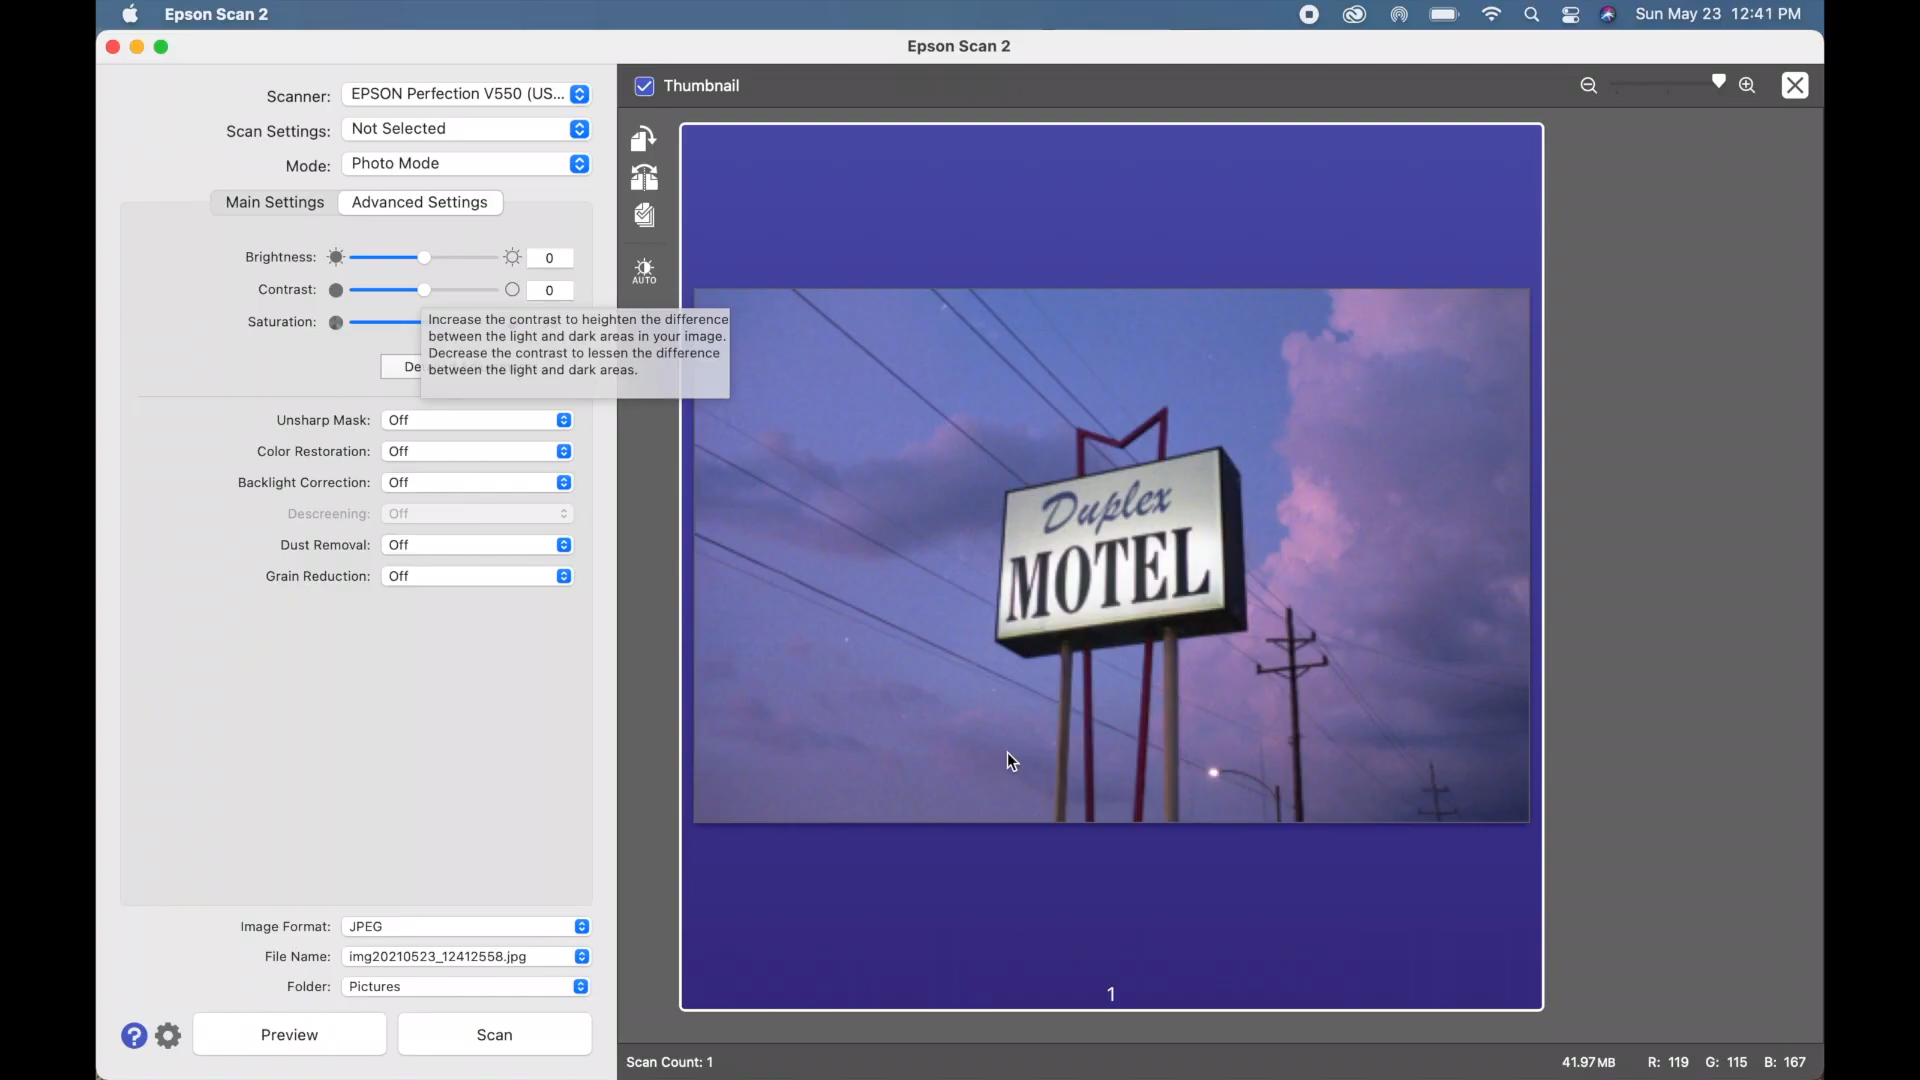 Epson Scan 2
Sun May 23 12:41 PM
Epson Scan 2
Scanner: EPSON Perfection V550 (US...
Scan Settings: Not Selected
Mode: Photo Mode
Main Settings Advanced Settings
Brightness: 0
Contrast: 0
Saturation:
Increase the contrast to heighten the difference
between the light and dark areas in your image.
Decrease the contrast to lessen the difference
between the light and dark areas.
Unsharp Mask: Off
Color Restoration: Off
Backlight Correction: Off
Descreening: Off
Dust Removal: Off
Grain Reduction: Off
Image Format: JPEG
File Name: img20210523_12412558.jpg
Folder: Pictures
? Preview Scan
Thumbnail
AUTO
Duplex
MOTEL
1
Scan Count: 1
41.97MB R: 119 G: 115 B: 167